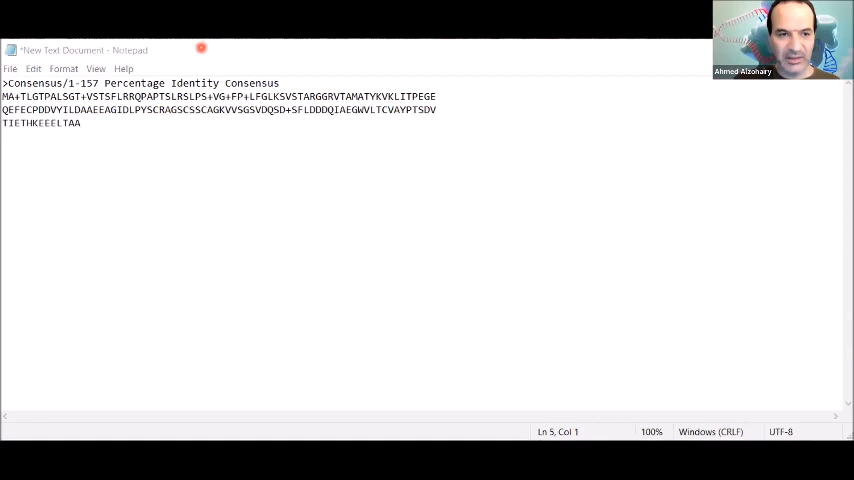 *New Text Document - Notepad
File Edit Format View Help
>Consensus/1-157 Percentage Identity Consensus
MA+TLGTPALSGT+VSTSFLRRQPAPTSLRSLPS+VG+FP+LFGLKSVSTARGGRVTAMATYKVKLITPEGE
QEFECPDDVYILDAAEEAGIDLPYSCRAGSCSSCAGKVVSGSVDQSD+SFLDDDQIAEGWVLTCVAYPTSDV
TIETHKEEELTAA
Ahmed Alzohairy
Ln 5, Col 1
100%
Windows (CRLF)
UTF-8